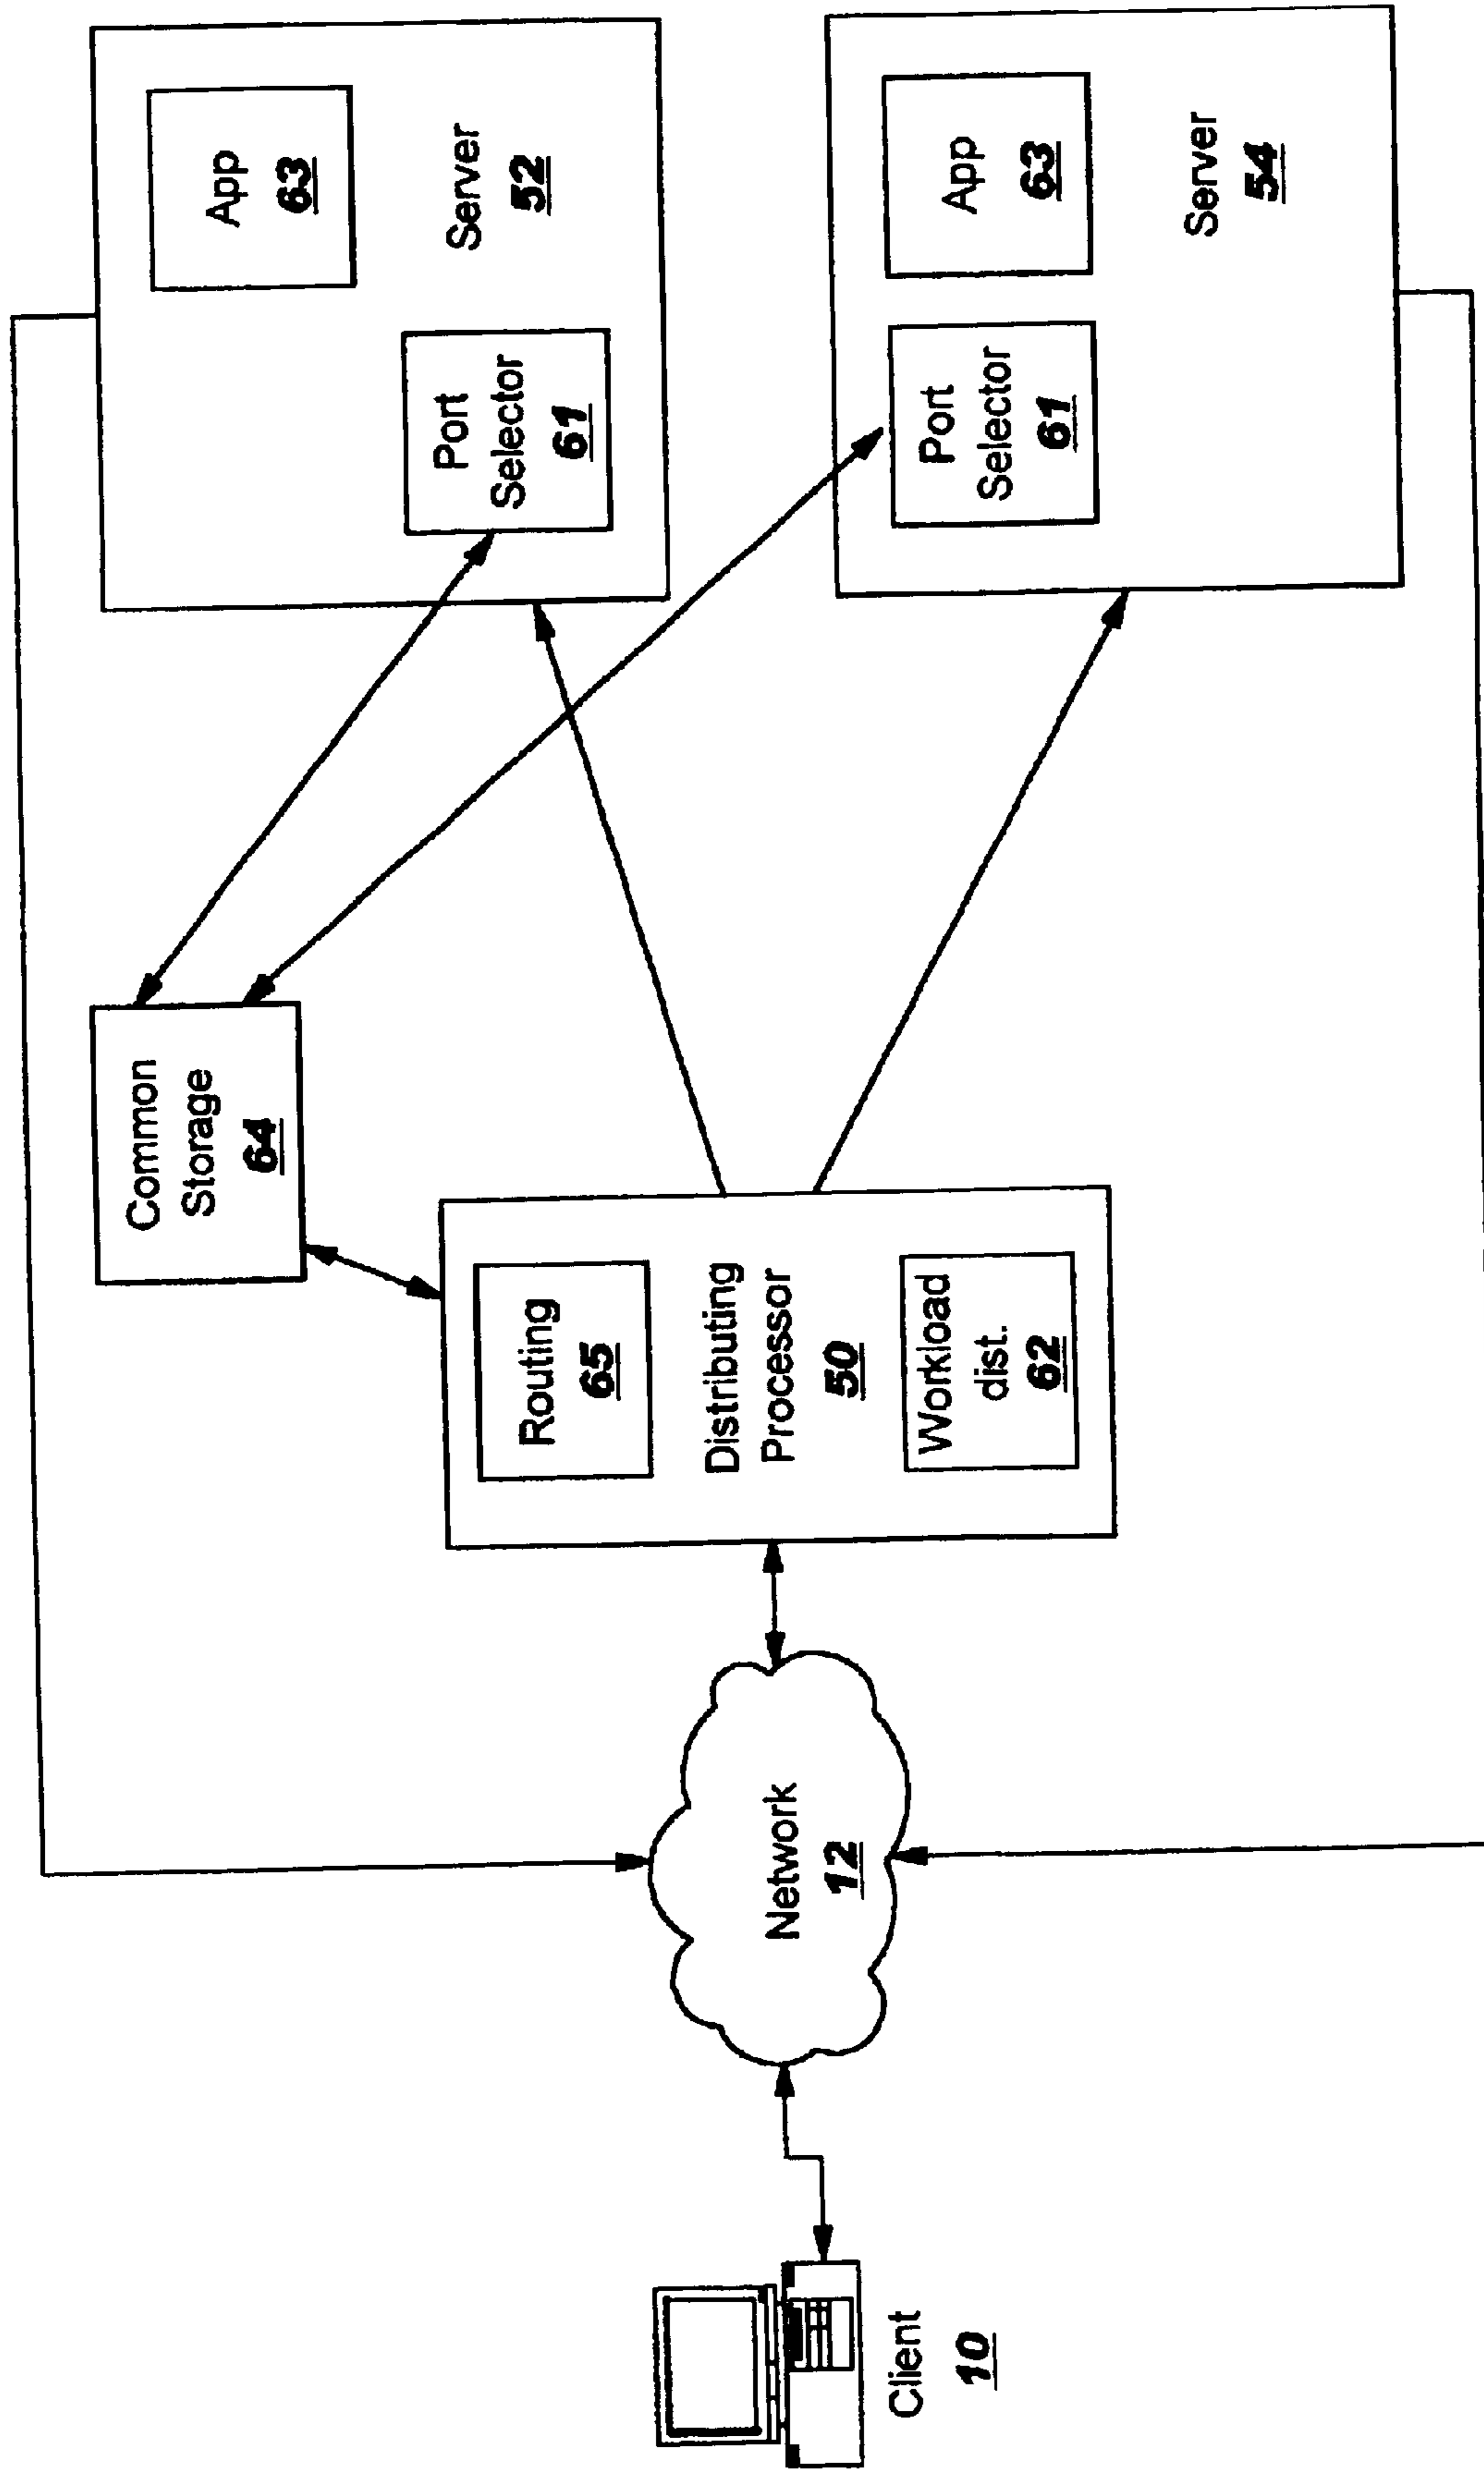 Client
10
Network
12
Routing
65
Distributing
Processor
50
Workload
dist.
62
Common
Storage
64
Port
Selector
61
App
63
Server
52
Port
Selector
61
App
63
Server
54